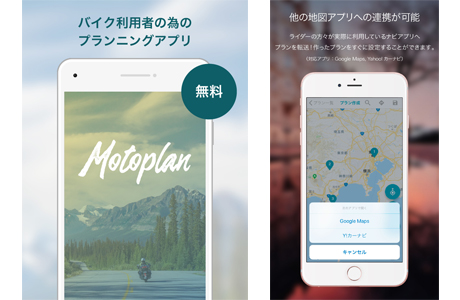 バイク利用者の為の
プランニングアプリ
無料
Motoplan
他の地図アプリへの連携が可能
ライダーの方々が実際に利用しているナビアプリへ
プランを転送！作ったプランをすぐに設定することができます。
(対応アプリ：Google Maps, Yahoo! カーナビ)
プラン作成
Google Maps
Y!カーナビ
キャンセル